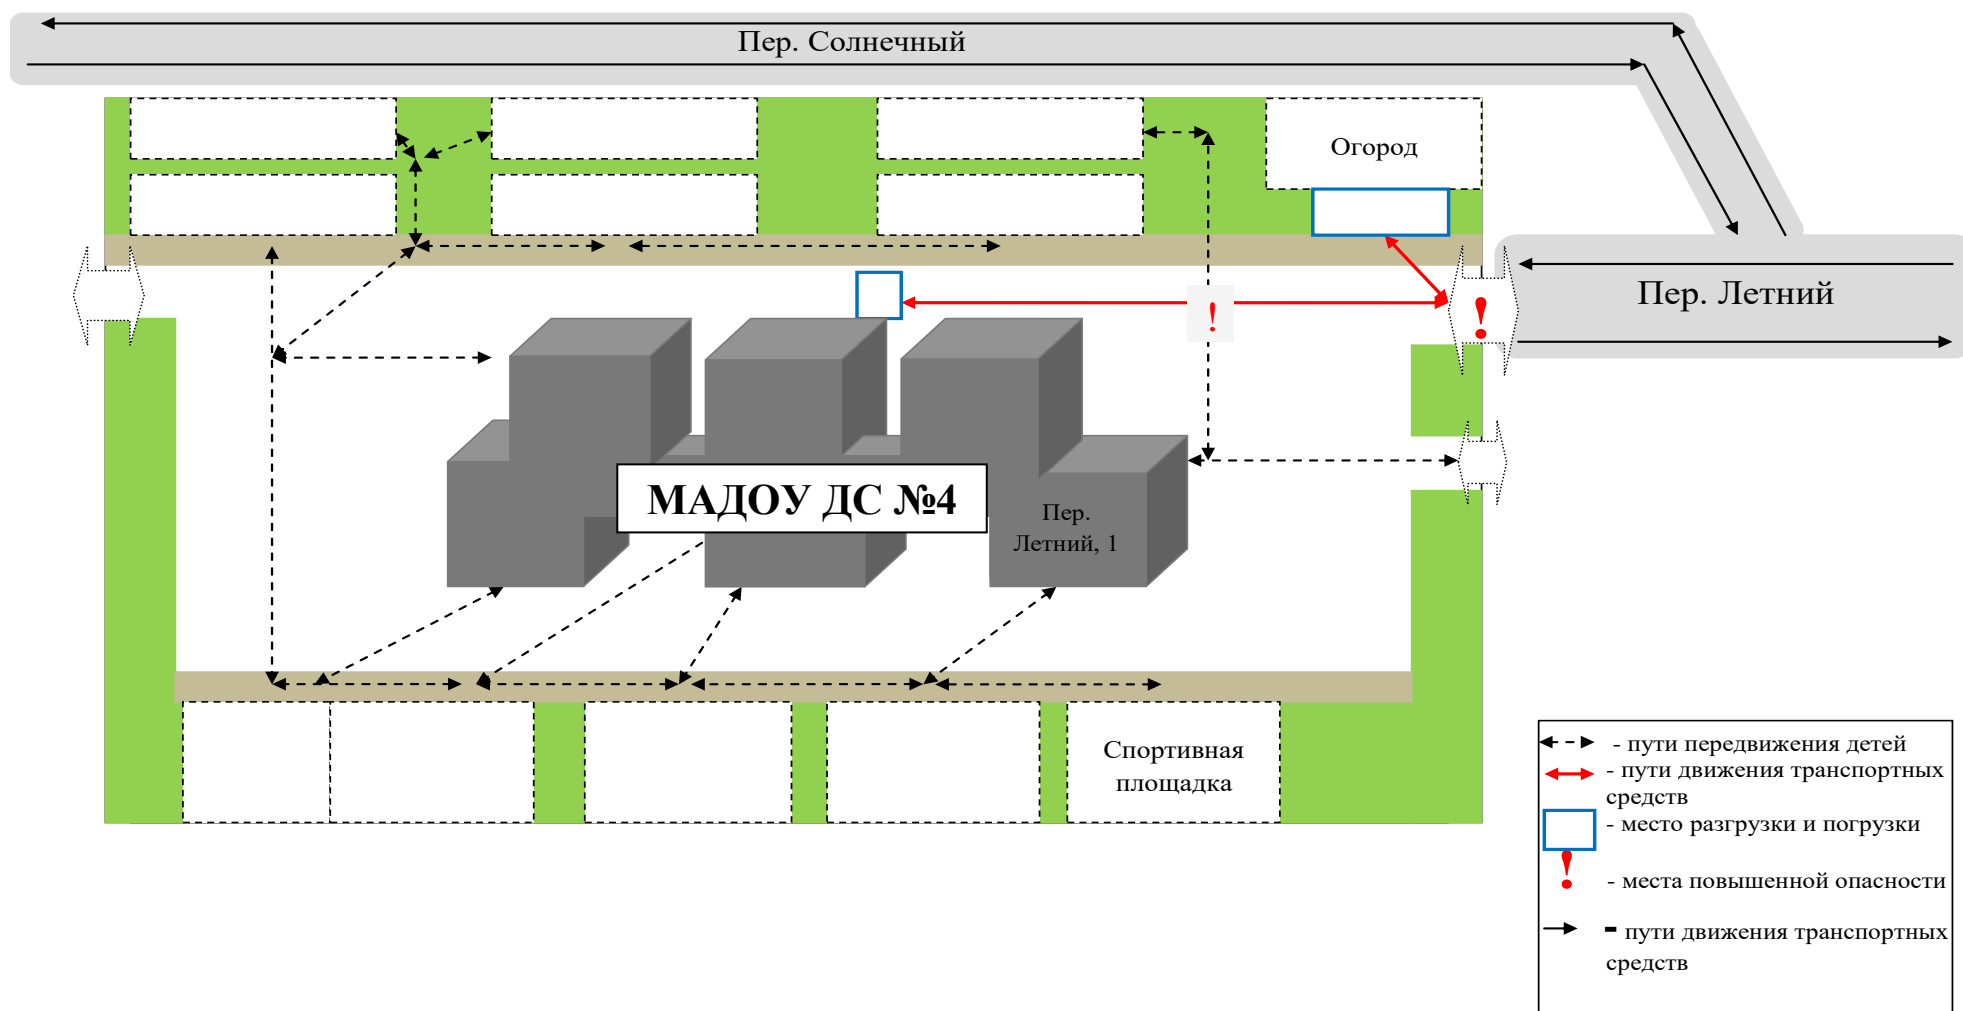 Пер. Солнечный
Огород
Пер. Летний
!
!
МАДОУ ДС №4
Пер.
Летний, 1
Спортивная
площадка
- пути передвижения детей
- пути движения транспортных
средств
- место разгрузки и погрузки
! - места повышенной опасности
- пути движения транспортных
средств